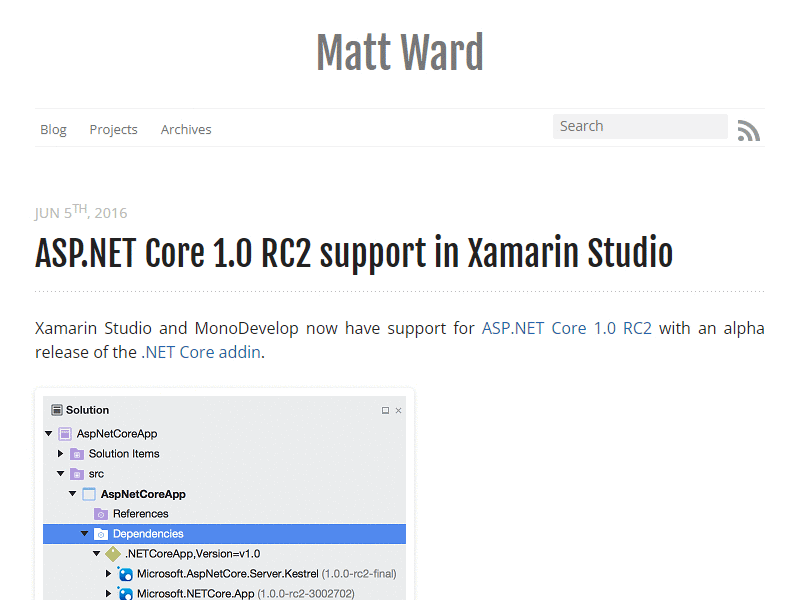 Matt Ward
Blog Projects Archives Search
JUN 5TH, 2016
ASP.NET Core 1.0 RC2 support in Xamarin Studio
Xamarin Studio and MonoDevelop now have support for ASP.NET Core 1.0 RC2 with an alpha
release of the .NET Core addin.
Solution
AspNetCoreApp
Solution Items
src
AspNetCoreApp
References
Dependencies
.NETCoreApp,Version=v1.0
Microsoft.AspNetCore.Server.Kestrel (1.0.0-rc2-final)
Microsoft.NETCore.App (1.0.0-rc2-3002702)